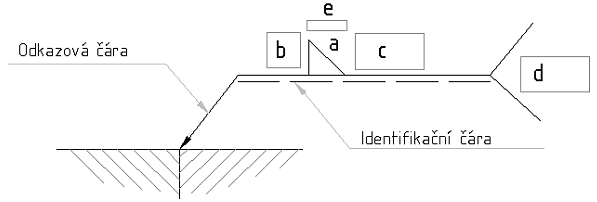 e
Odkazová čára
b
a
c
d
Identifikační čára